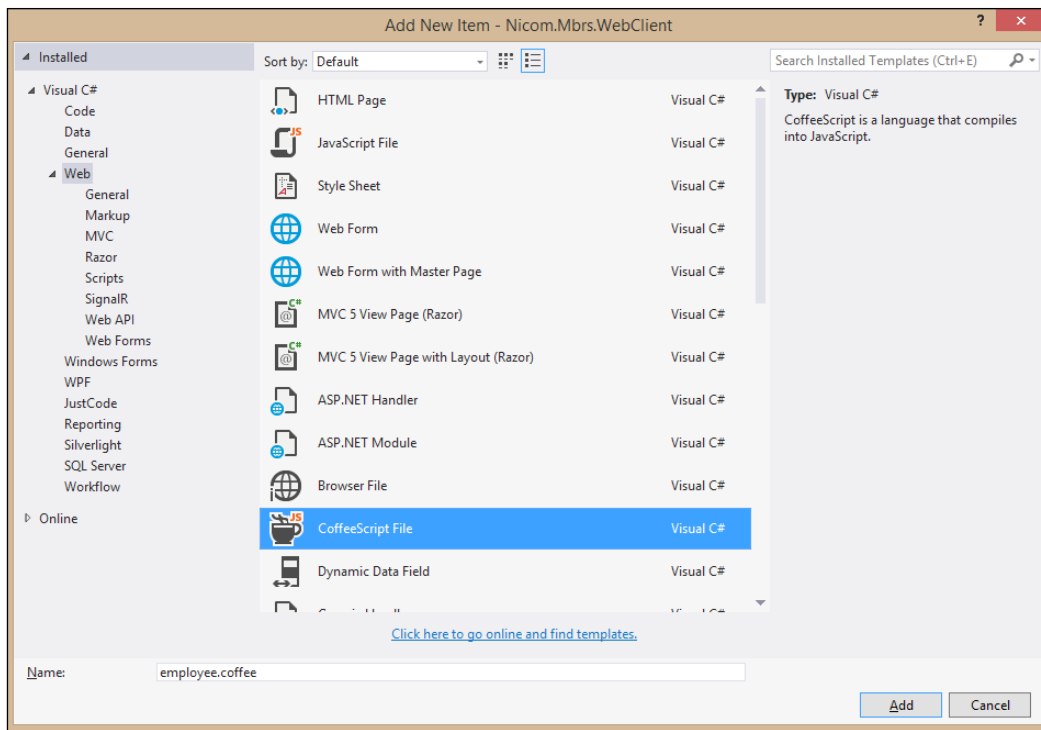 Add New Item - Nicom.Mbrs.WebClient
? ×
Installed
Sort by: Default
Search Installed Templates (Ctrl+E)
Visual C#
Code
Data
General
Web
General
Markup
MVC
Razor
Scripts
SignalR
Web API
Web Forms
Windows Forms
WPF
JustCode
Reporting
Silverlight
SQL Server
Workflow
Online
HTML Page Visual C#
JS JavaScript File Visual C#
Style Sheet Visual C#
Web Form Visual C#
Web Form with Master Page Visual C#
C# @ MVC 5 View Page (Razor) Visual C#
C# @ MVC 5 View Page with Layout (Razor) Visual C#
ASP.NET Handler Visual C#
ASP.NET Module Visual C#
Browser File Visual C#
JS CoffeeScript File Visual C#
Dynamic Data Field Visual C#
Type: Visual C#
CoffeeScript is a language that compiles
into JavaScript.
Click here to go online and find templates.
Name: employee.coffee
Add Cancel